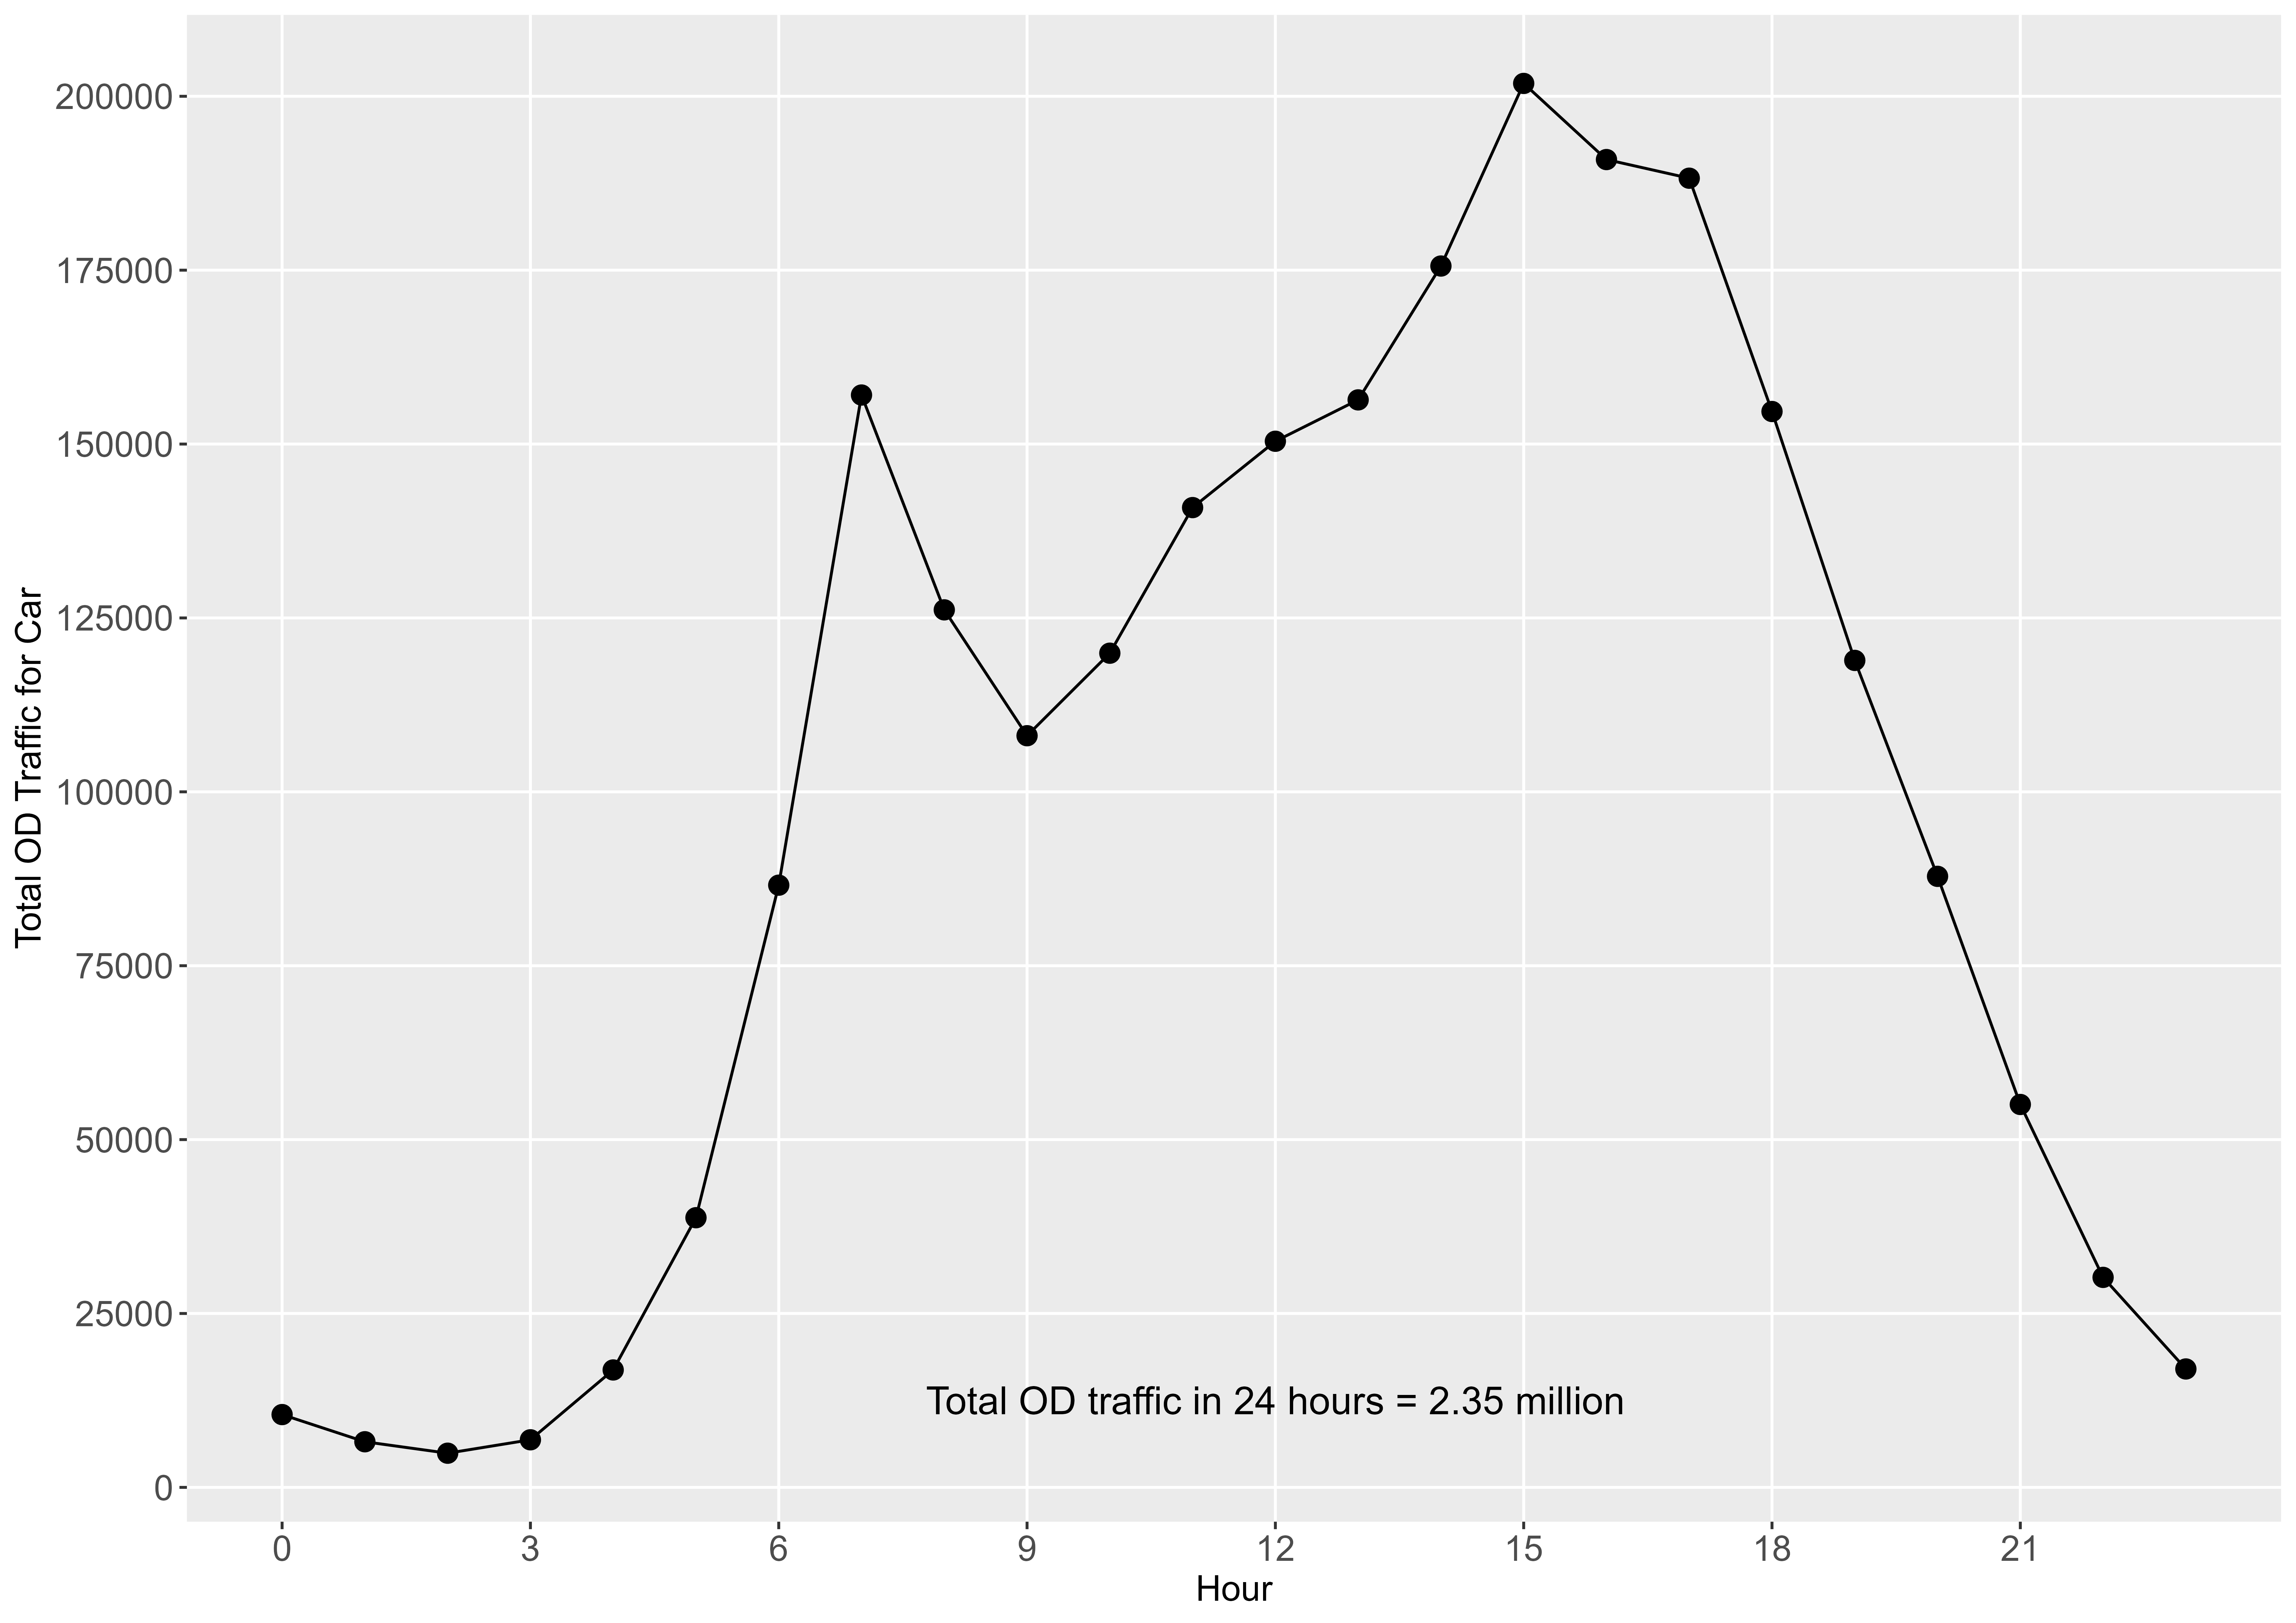 Total OD Traffic for Car
200000
175000
150000
125000
100000
75000
50000
25000
0
Total OD traffic in 24 hours = 2.35 million
0 3 6 9 12 15 18 21
Hour